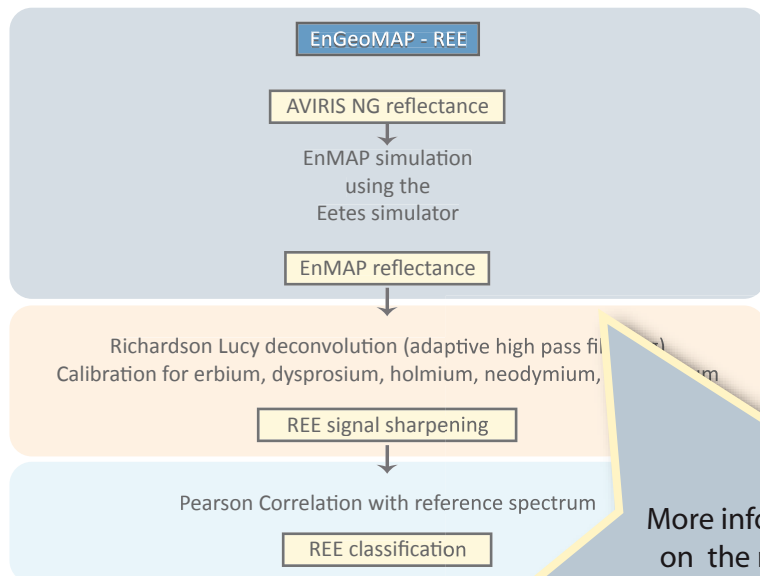 EnGeoMAP - REE
AVIRIS NG reflectance
EnMAP simulation
using the
Eetes simulator
EnMAP reflectance
Richardson Lucy deconvolution (adaptive high pass
Calibration for erbium, dysprosium, holmium, neodymium,
REE signal sharpening
Pearson Correlation with reference spectrum
REE classification
More
on the